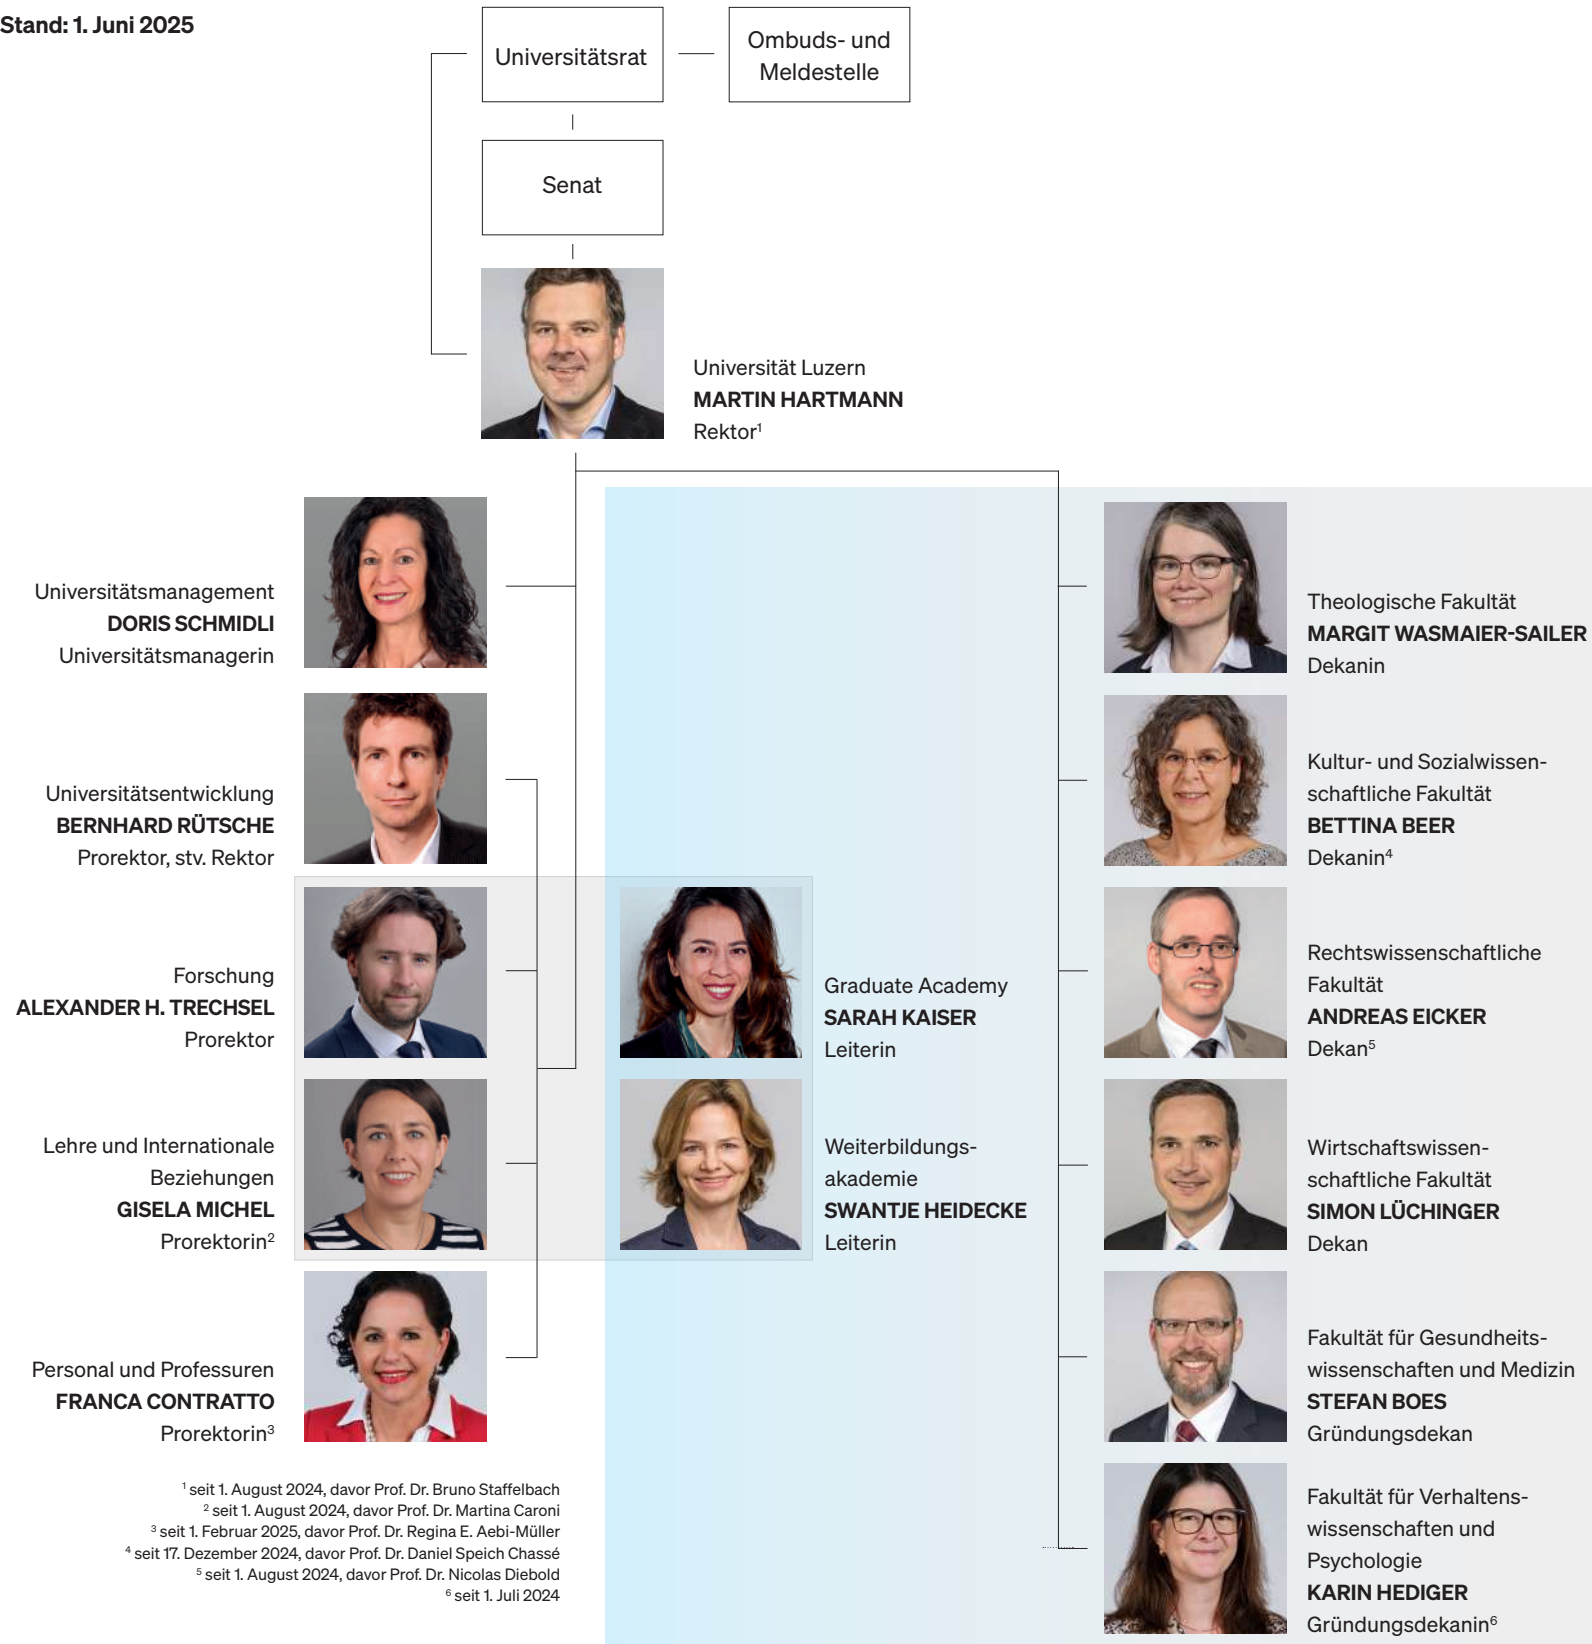 Stand: 1. Juni 2025
Universitätsrat
Ombuds- und
Meldestelle
Senat
Universität Luzern
MARTIN HARTMANN
Rektor¹
Universitätsmanagement
DORIS SCHMIDLI
Universitätsmanagerin
Universitätsentwicklung
BERNHARD RÜTSCHE
Prorektor, stv. Rektor
Forschung
ALEXANDER H. TRECHSEL
Prorektor
Lehre und Internationale
Beziehungen
GISELA MICHEL
Prorektorin²
Personal und Professuren
FRANCA CONTRATTO
Prorektorin³
Graduate Academy
SARAH KAISER
Leiterin
Weiterbildungs-
akademie
SWANTJE HEIDECKE
Leiterin
Theologische Fakultät
MARGIT WASMAIER-SAILER
Dekanin
Kultur- und Sozialwissen-
schaftliche Fakultät
BETTINA BEER
Dekanin⁴
Rechtswissenschaftliche
Fakultät
ANDREAS EICKER
Dekan⁵
Wirtschaftswissen-
schaftliche Fakultät
SIMON LÜCHINGER
Dekan
Fakultät für Gesundheits-
wissenschaften und Medizin
STEFAN BOES
Gründungsdekan
Fakultät für Verhaltens-
wissenschaften und
Psychologie
KARIN HEDIGER
Gründungsdekanin⁶
¹ seit 1. August 2024, davor Prof. Dr. Bruno Staffelbach
² seit 1. August 2024, davor Prof. Dr. Martina Caroni
³ seit 1. Februar 2025, davor Prof. Dr. Regina E. Aebi-Müller
⁴ seit 17. Dezember 2024, davor Prof. Dr. Daniel Speich Chassé
⁵ seit 1. August 2024, davor Prof. Dr. Nicolas Diebold
⁶ seit 1. Juli 2024